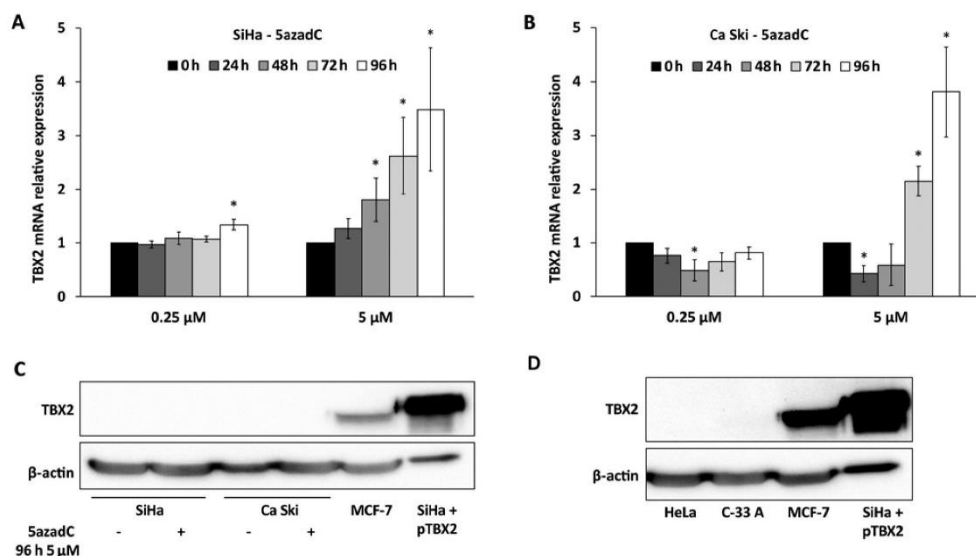 A
SiHa - 5azadC
0h 24h 48h 72h 96h
TBX2 mRNA relative expression
5
4
3
2
1
0
* * * * *
0.25 µM 5 µM
B
Ca Ski - 5azadC
0h 24h 48h 72h 96h
TBX2 mRNA relative expression
5
4
3
2
1
0
* * * *
0.25 µM 5 µM
C
TBX2
β-actin
SiHa Ca Ski MCF-7 SiHa +
pTBX2
5azadC - + - +
96 h 5 µM
D
TBX2
β-actin
HeLa C-33 A MCF-7 SiHa +
pTBX2